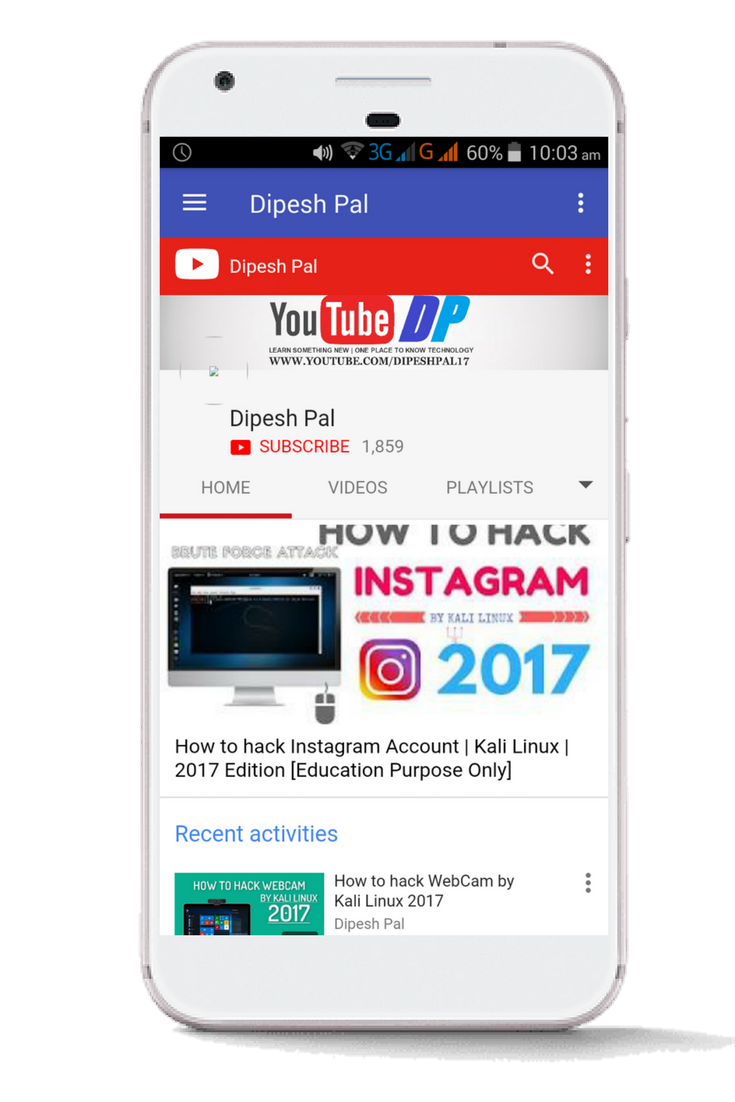 3G G 60% 10:03 am
Dipesh Pal
Dipesh Pal
YouTube DP
LEARN SOMETHING NEW | ONE PLACE TO KNOW TECHNOLOGY
WWW.YOUTUBE.COM/DIPESHPAL17
Dipesh Pal
SUBSCRIBE 1,859
HOME VIDEOS PLAYLISTS
HOW TO HACK
BRUTE FORCE ATTACK
INSTAGRAM
BY KALI LINUX
2017
How to hack Instagram Account | Kali Linux |
2017 Edition [Education Purpose Only]
Recent activities
HOW TO HACK WEBCAM
BY KALI LINUX
2017
How to hack WebCam by
Kali Linux 2017
Dipesh Pal